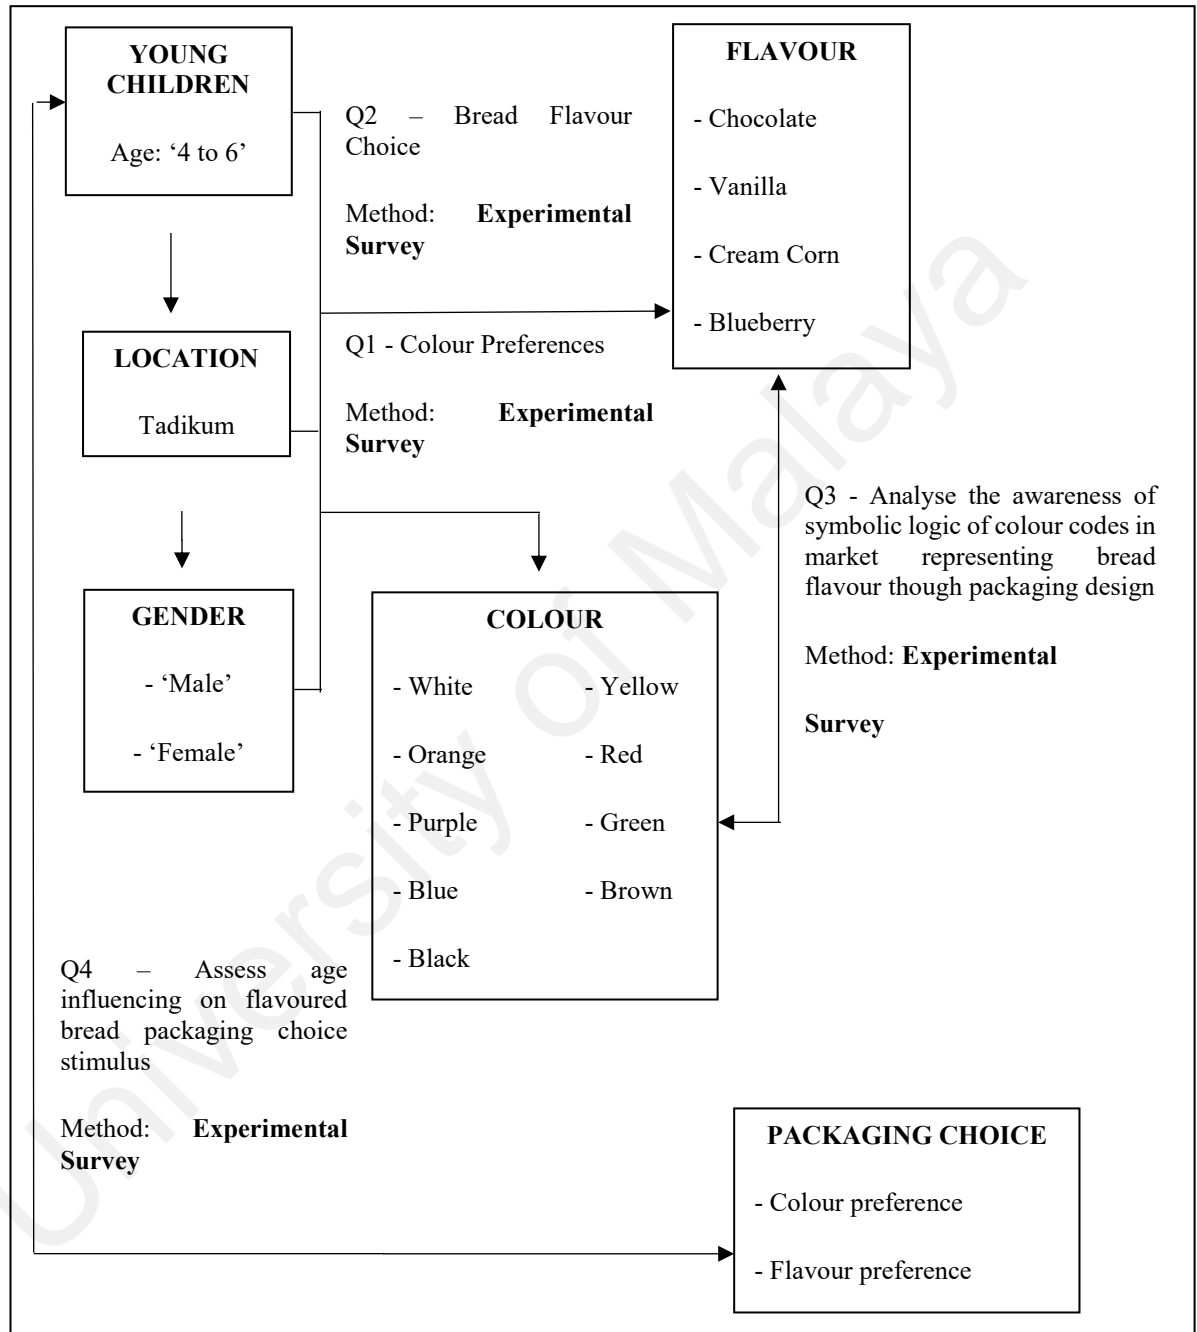 YOUNG
CHILDREN
Age: ‘4 to 6’
Q2 – Bread Flavour
Choice
Method: Experimental
Survey
FLAVOUR
- Chocolate
- Vanilla
- Cream Corn
- Blueberry
LOCATION
Tadikum
Q1 - Colour Preferences
Method: Experimental
Survey
Q3 - Analyse the awareness of
symbolic logic of colour codes in
market representing bread
flavour though packaging design
Method: Experimental
Survey
GENDER
- ‘Male’
- ‘Female’
COLOUR
- White
- Yellow
- Orange
- Red
- Purple
- Green
- Blue
- Brown
- Black
Q4 – Assess age
influencing on flavoured
bread packaging choice
stimulus
Method: Experimental
Survey
PACKAGING CHOICE
- Colour preference
- Flavour preference
University of Malaya